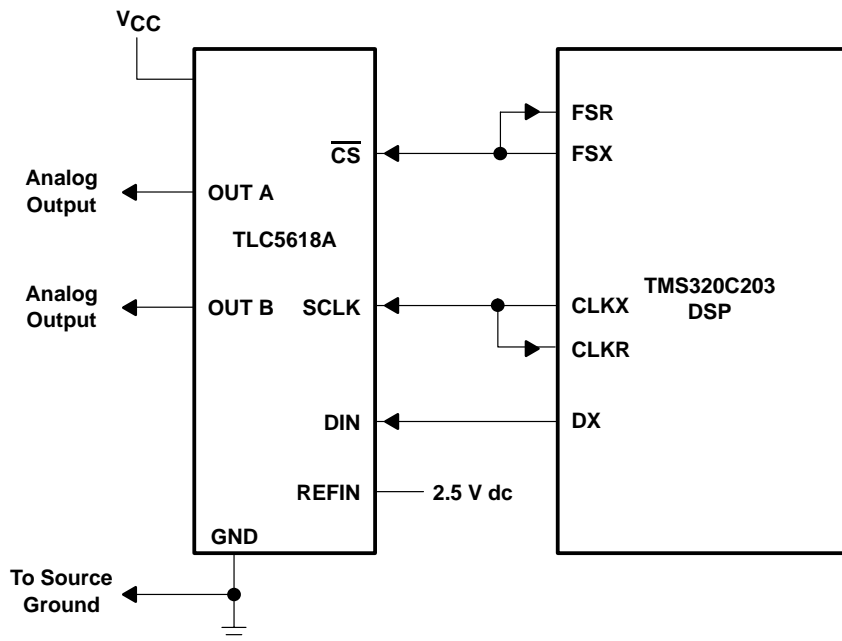 VCC
FSR
CS
FSX
Analog
Output
OUT A
TLC5618A
Analog
Output
OUT B
SCLK
CLKX
TMS320C203
DSP
CLKR
DIN
DX
REFIN
2.5 V dc
GND
To Source
Ground